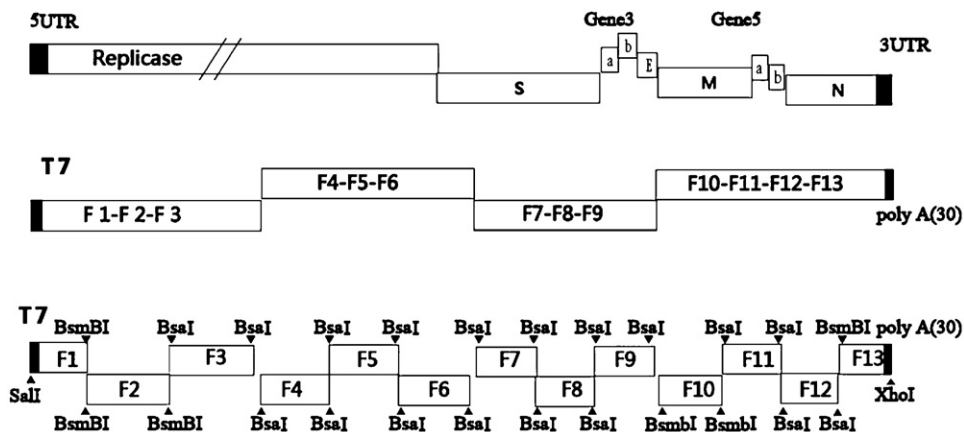 5UTR Gene3 Gene5 3UTR
Replicase S a b E M a b N
T7
F 1-F 2-F 3 F4-F5-F6 F7-F8-F9 F10-F11-F12-F13 poly A(30)
T7
BsmBI BsaI BsaI BsaI BsaI BsaI BsaI BsaI BsaI BsaI BsaI BsmBI poly A(30)
F1 F2 F3 F4 F5 F6 F7 F8 F9 F10 F11 F12 F13
SalI XhoI
BsmBI BsmBI BsaI BsaI BsaI BsaI BsaI BsaI BsmbI BsmbI BsaI BsaI